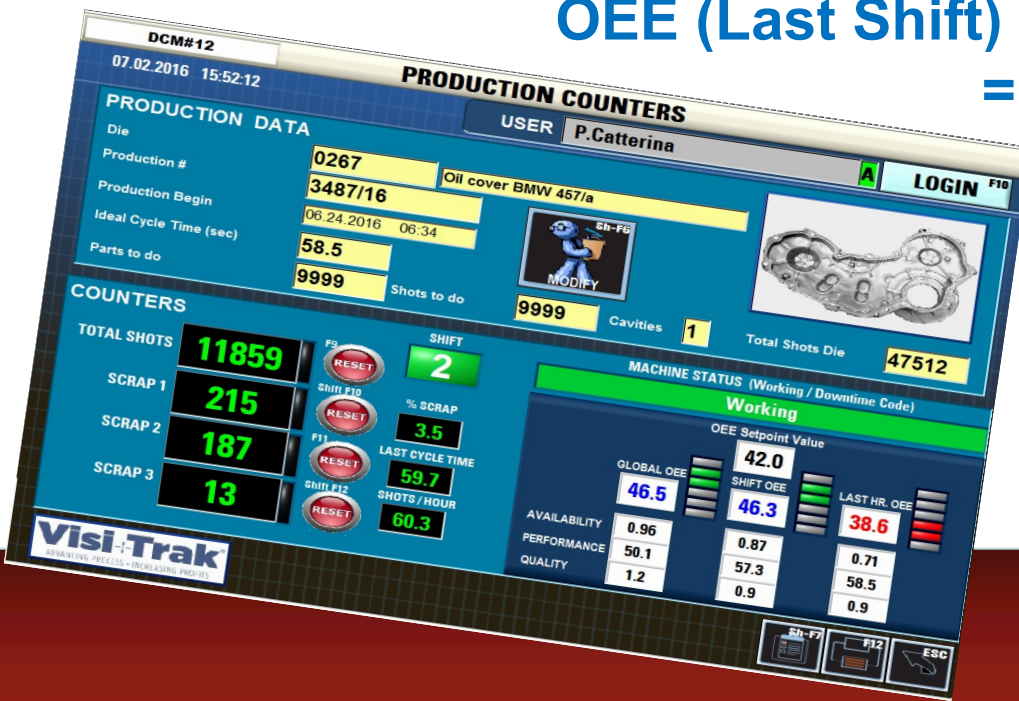 OEE (Last Shift)
=
DCM#12
07.02.2016 15:52:12
PRODUCTION COUNTERS
USER P.Catterina A LOGIN F10
PRODUCTION DATA
Die 0267 Oil cover BMW 457/a
Production # 3487/16
Production Begin 06.24.2016 06:34
Ideal Cycle Time (sec) 58.5
Parts to do 9999 Shots to do 9999 Cavities 1 Total Shots Die 47512
Sh-F6
MODIFY
COUNTERS
TOTAL SHOTS 11859 F9 RESET
SCRAP 1 215 Shift F10 RESET
SCRAP 2 187 F11 RESET
SCRAP 3 13 Shift F12 RESET
SHIFT
2
% SCRAP
3.5
LAST CYCLE TIME
59.7
SHOTS / HOUR
60.3
MACHINE STATUS (Working / Downtime Code)
Working
OEE Setpoint Value
42.0
GLOBAL OEE SHIFT OEE LAST HR. OEE
46.5 46.3 38.6
AVAILABILITY 0.96 0.87 0.71
PERFORMANCE 50.1 57.3 58.5
QUALITY 1.2 0.9 0.9
Visi-Trak
ADVANCING PROCESS • INCREASING PROFITS
Sh-F7 F12 ESC